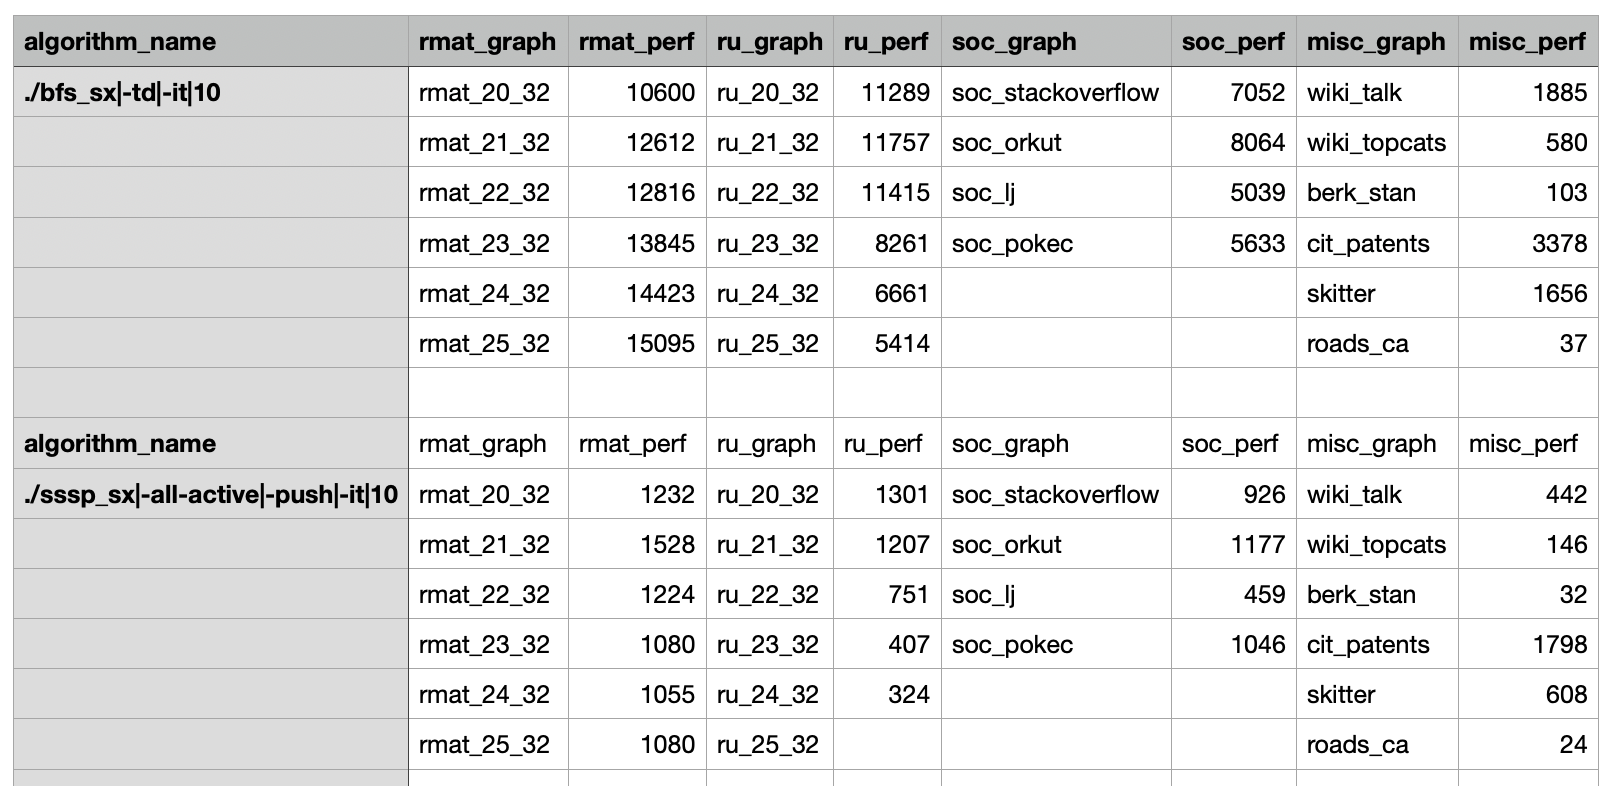 algorithm_name rmat_graph rmat_perf ru_graph ru_perf soc_graph soc_perf misc_graph misc_perf
./bfs_sx|-td|-it|10 rmat_20_32 10600 ru_20_32 11289 soc_stackoverflow 7052 wiki_talk 1885
rmat_21_32 12612 ru_21_32 11757 soc_orkut 8064 wiki_topcats 580
rmat_22_32 12816 ru_22_32 11415 soc_lj 5039 berk_stan 103
rmat_23_32 13845 ru_23_32 8261 soc_pokec 5633 cit_patents 3378
rmat_24_32 14423 ru_24_32 6661 skitter 1656
rmat_25_32 15095 ru_25_32 5414 roads_ca 37
algorithm_name rmat_graph rmat_perf ru_graph ru_perf soc_graph soc_perf misc_graph misc_perf
./sssp_sx|-all-active|-push|-it|10 rmat_20_32 1232 ru_20_32 1301 soc_stackoverflow 926 wiki_talk 442
rmat_21_32 1528 ru_21_32 1207 soc_orkut 1177 wiki_topcats 146
rmat_22_32 1224 ru_22_32 751 soc_lj 459 berk_stan 32
rmat_23_32 1080 ru_23_32 407 soc_pokec 1046 cit_patents 1798
rmat_24_32 1055 ru_24_32 324 skitter 608
rmat_25_32 1080 ru_25_32 roads_ca 24